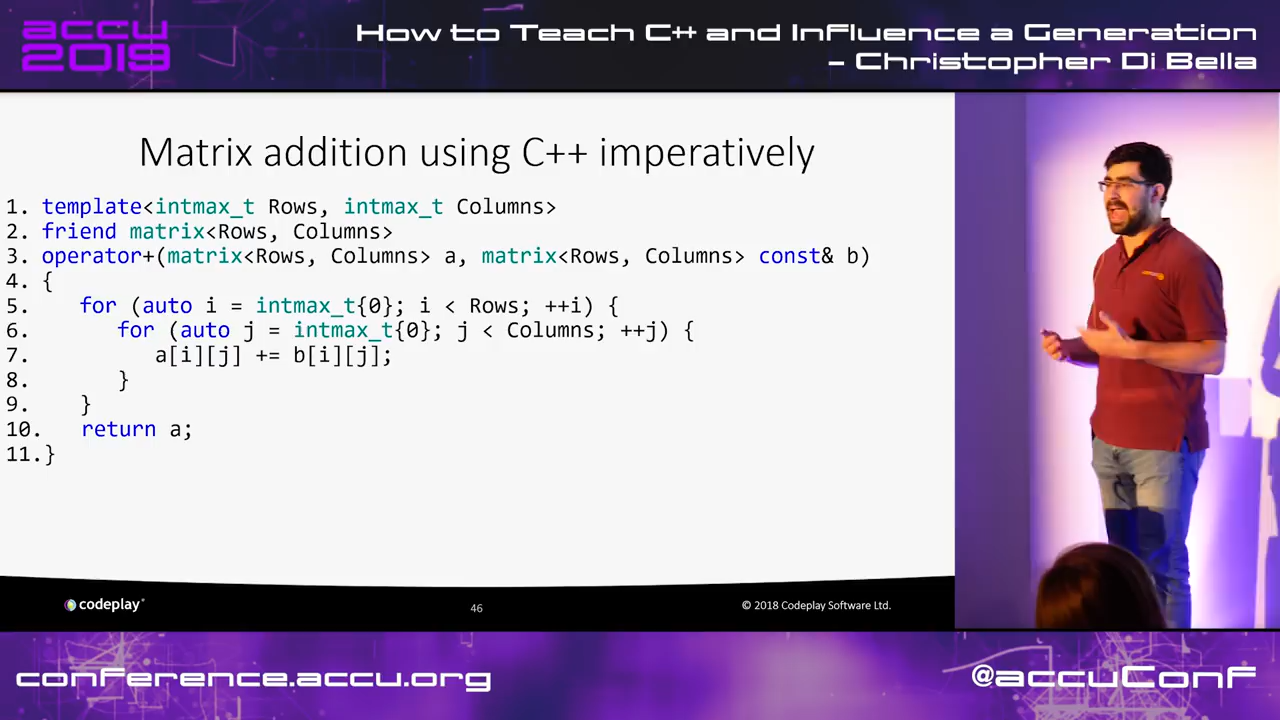 accu
2019
How to Teach C++ and Influence a Generation
– Christopher Di Bella
Matrix addition using C++ imperatively
1. template<intmax_t Rows, intmax_t Columns>
2. friend matrix<Rows, Columns>
3. operator+(matrix<Rows, Columns> a, matrix<Rows, Columns> const& b)
4. {
5.    for (auto i = intmax_t{0}; i < Rows; ++i) {
6.       for (auto j = intmax_t{0}; j < Columns; ++j) {
7.          a[i][j] += b[i][j];
8.       }
9.    }
10.   return a;
11.}
codeplay®
46
© 2018 Codeplay Software Ltd.
conference.accu.org
@accuConf